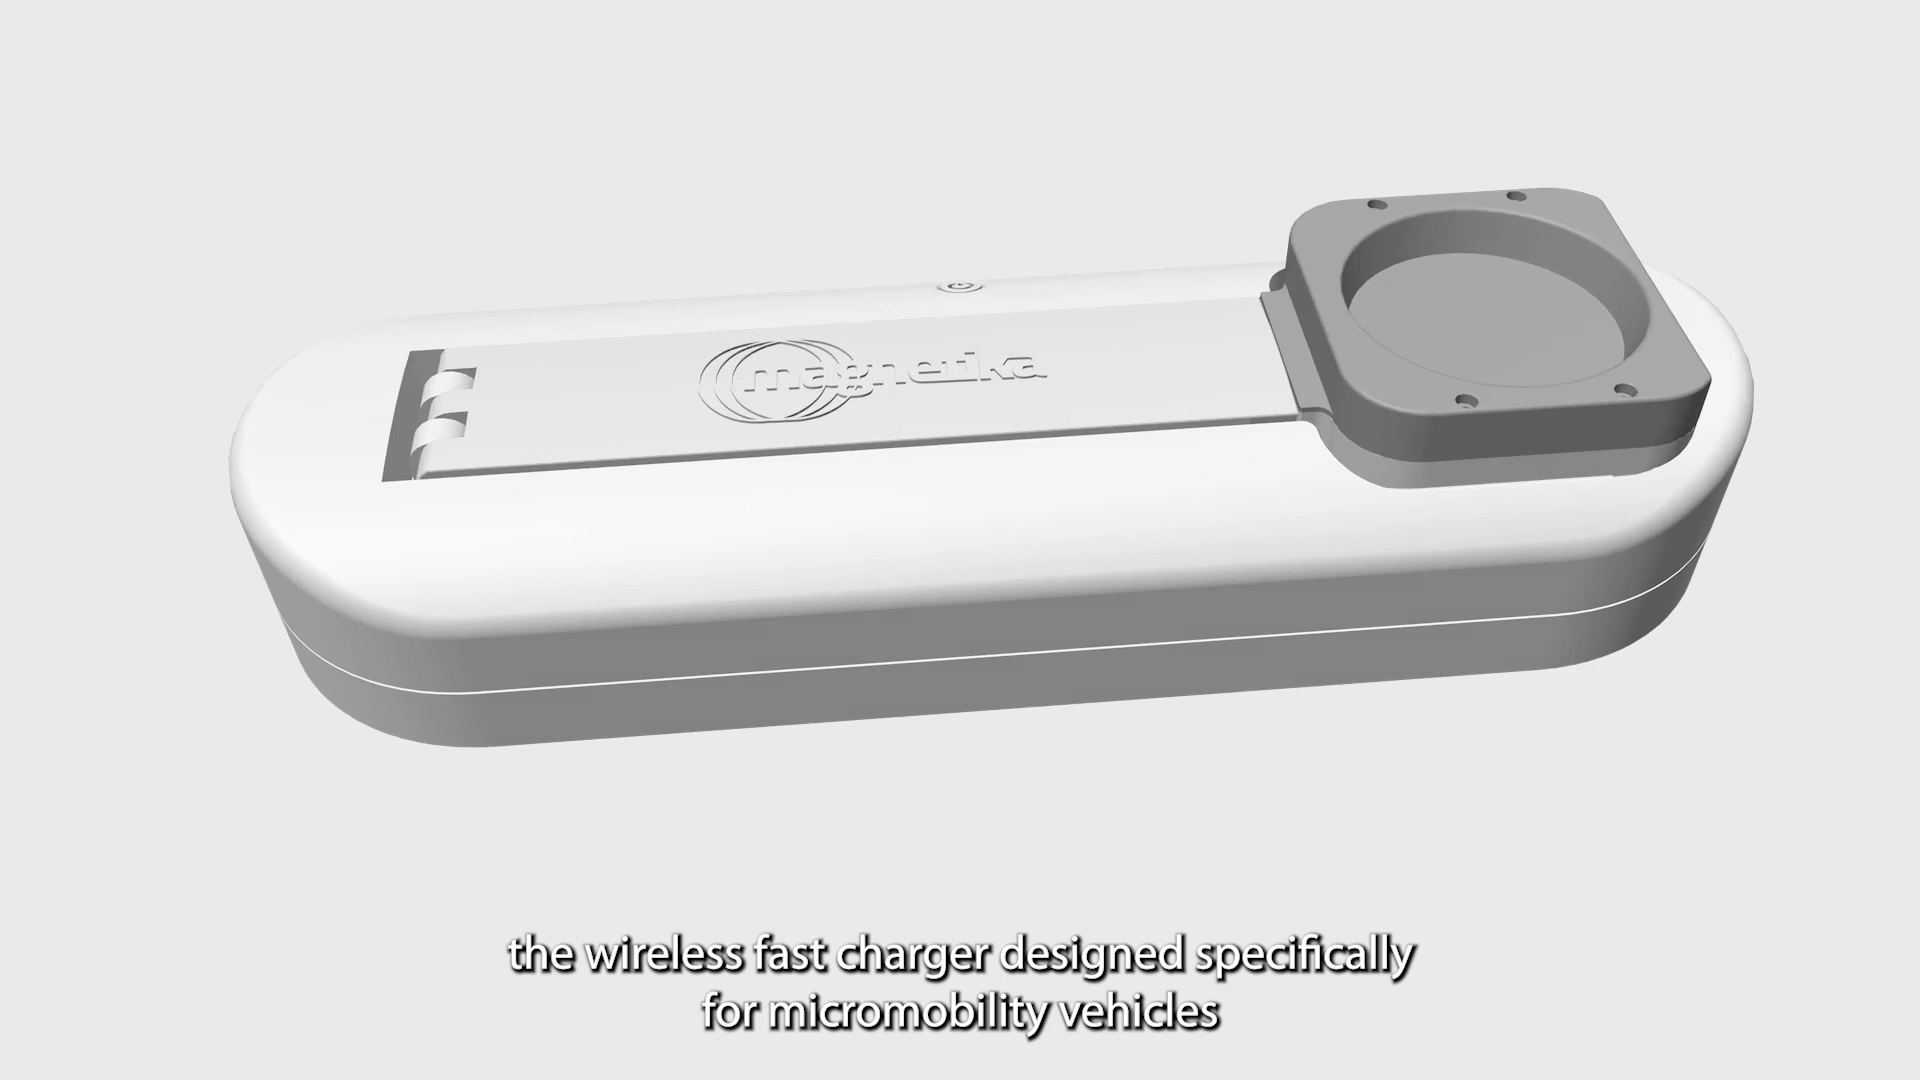 magnetika
the wireless fast charger designed specifically
for micromobility vehicles